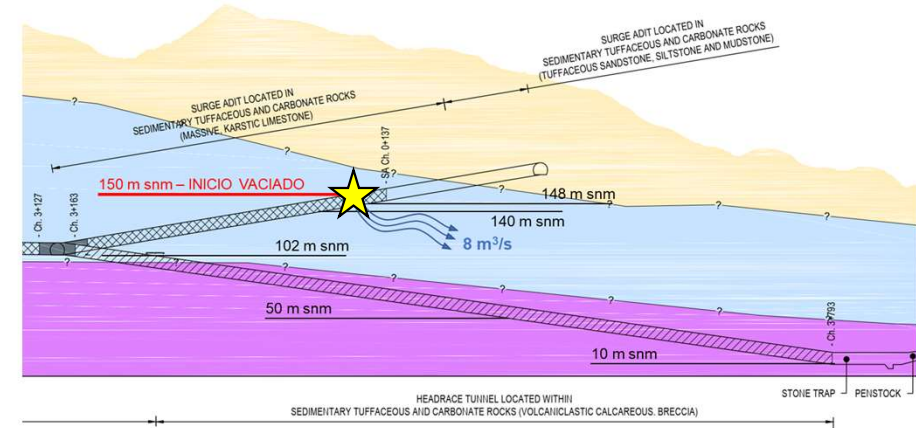 SURGE ADIT LOCATED IN
SEDIMENTARY TUFFACEOUS AND CARBONATE ROCKS
(TUFFACEOUS SANDSTONE, SILTSTONE AND MUDSTONE)
SURGE ADIT LOCATED IN
SEDIMENTARY TUFFACEOUS AND CARBONATE ROCKS
(MASSIVE, KARSTIC LIMESTONE)
?
?
?
?
?
?
SA Ch. 0+137
150 m snm – INICIO VACIADO
148 m snm
140 m snm
Ch. 3+127
Ch. 3+163
8 m³/s
102 m snm
?
?
?
?
?
?
50 m snm
Ch. 3+793
10 m snm
STONE TRAP
PENSTOCK
HEADRACE TUNNEL LOCATED WITHIN
SEDIMENTARY TUFFACEOUS AND CARBONATE ROCKS (VOLCANICLASTIC CALCAREOUS. BRECCIA)